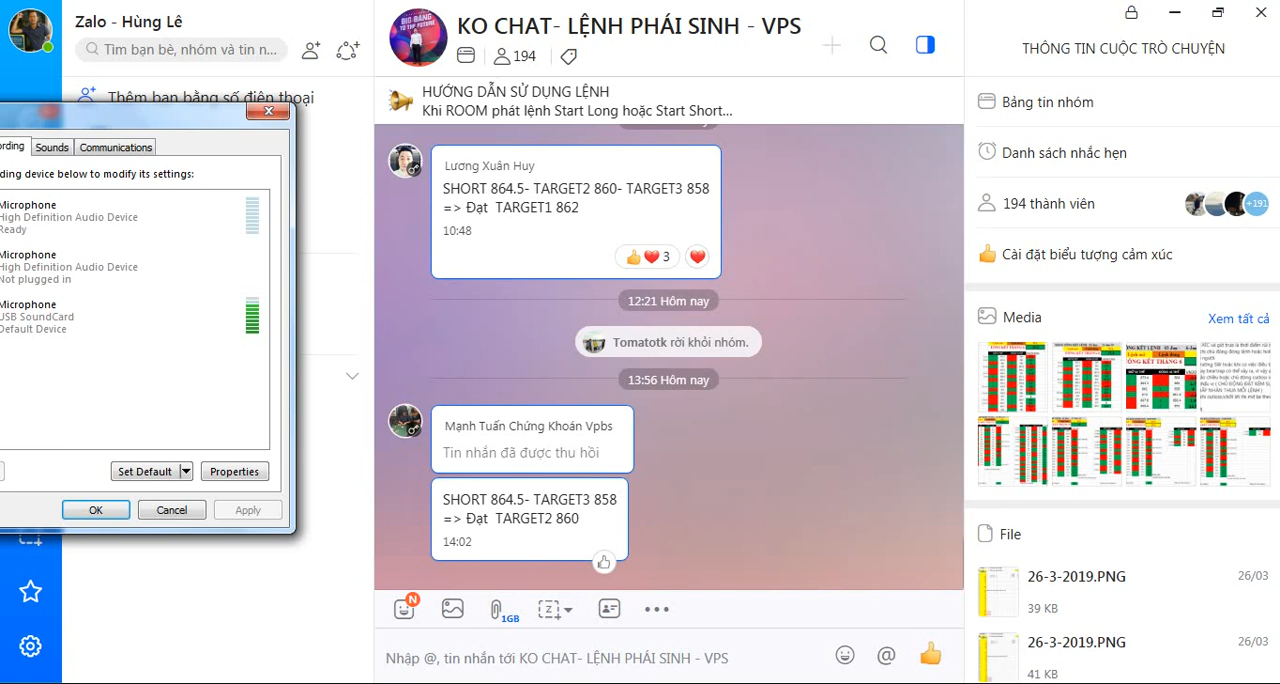 Zalo - Hùng Lê
Tìm bạn bè, nhóm và tin n...
Thêm bạn bằng số điện thoại
Sounds
Communications
device below to modify its settings:
Microphone
High Definition Audio Device
Ready
Microphone
High Definition Audio Device
Not plugged in
Microphone
USB SoundCard
Default Device
Set Default
Properties
OK
Cancel
Apply
KO CHAT- LỆNH PHÁI SINH - VPS
194
HƯỚNG DẪN SỬ DỤNG LỆNH
Khi ROOM phát lệnh Start Long hoặc Start Short...
Lương Xuân Huy
SHORT 864.5- TARGET2 860- TARGET3 858
=> Đạt TARGET1 862
10:48
3
12:21 Hôm nay
Tomatotk rời khỏi nhóm.
13:56 Hôm nay
Mạnh Tuấn Chứng Khoán Vpbs
Tin nhắn đã được thu hồi
SHORT 864.5- TARGET3 858
=> Đạt TARGET2 860
14:02
N
1GB
Nhập @, tin nhắn tới KO CHAT- LỆNH PHÁI SINH - VPS
THÔNG TIN CUỘC TRÒ CHUYỆN
Bảng tin nhóm
Danh sách nhắc hẹn
194 thành viên
+191
Cài đặt biểu tượng cảm xúc
Media
Xem tất cả
File
26-3-2019.PNG
26/03
39 KB
26-3-2019.PNG
26/03
41 KB